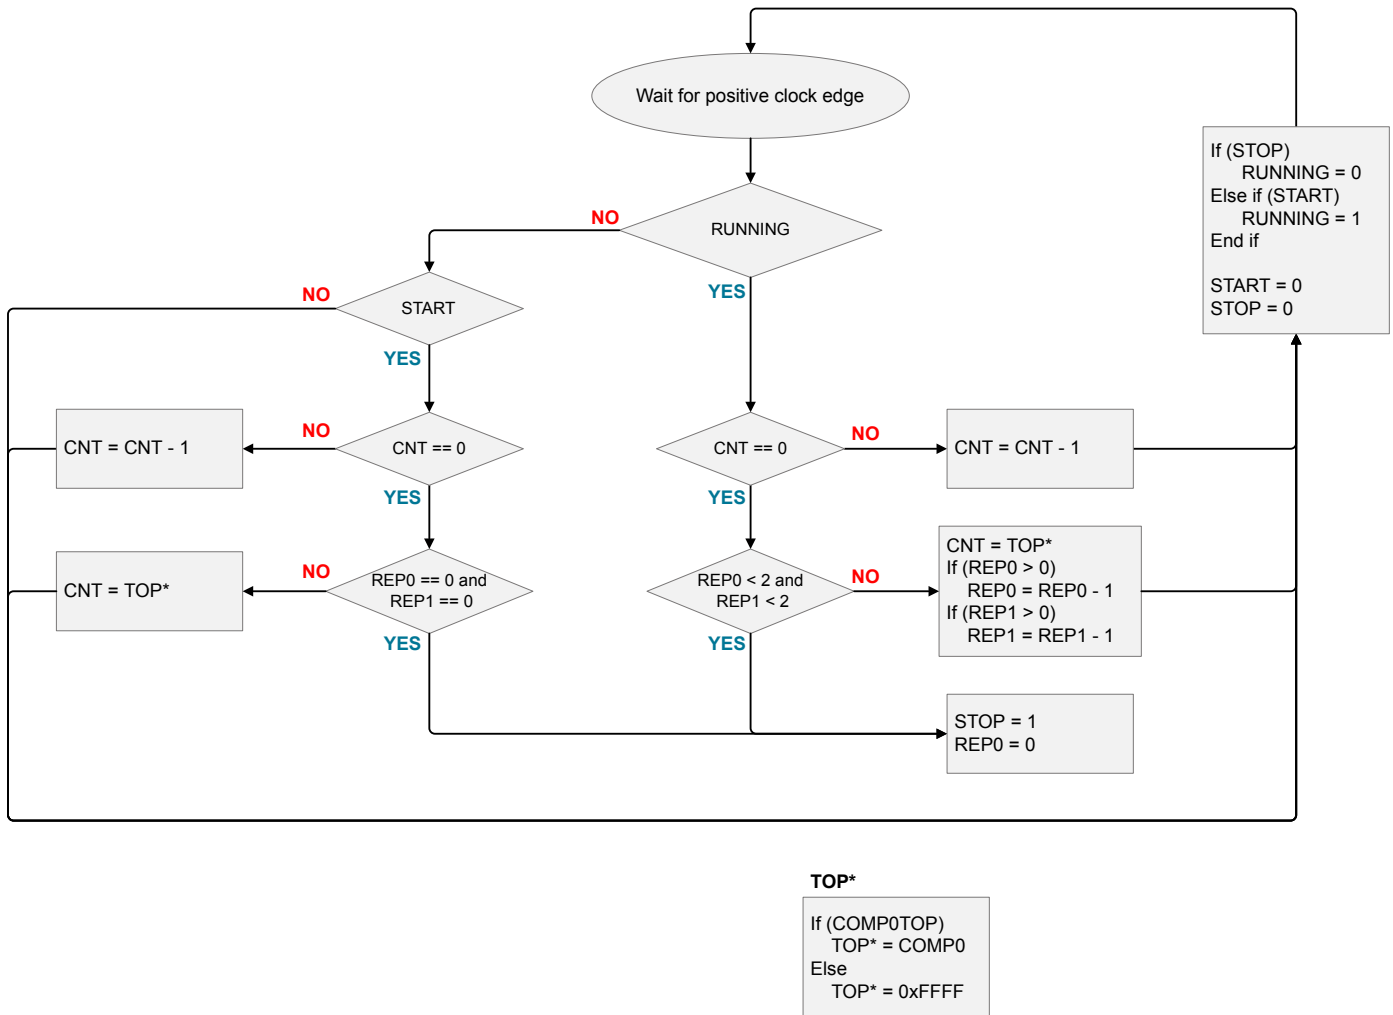 Wait for positive clock edge
If (STOP)
RUNNING = 0
Else if (START)
RUNNING = 1
End if
START = 0
STOP = 0
NO
RUNNING
YES
NO
START
YES
CNT = CNT - 1
NO
CNT == 0
YES
CNT == 0
NO
YES
CNT = CNT - 1
CNT = TOP*
NO
REP0 == 0 and
REP1 == 0
YES
REP0 < 2 and
REP1 < 2
NO
YES
CNT = TOP*
If (REP0 > 0)
REP0 = REP0 - 1
If (REP1 > 0)
REP1 = REP1 - 1
STOP = 1
REP0 = 0
TOP*
If (COMP0TOP)
TOP* = COMP0
Else
TOP* = 0xFFFF